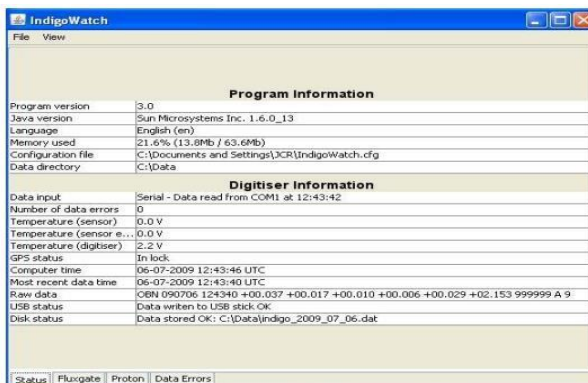 IndigoWatch
File View
Program Information
Program version 3.0
Java version Sun Microsystems Inc. 1.6.0_13
Language English (en)
Memory used 21.6% (13.8Mb / 63.6Mb)
Configuration file C:\Documents and Settings\JCR\IndigoWatch.cfg
Data directory C:\Data
Digitiser Information
Data input Serial - Data read from COM1 at 12:43:42
Number of data errors 0
Temperature (sensor) 0.0 V
Temperature (sensor e... 0.0 V
Temperature (digitiser) 2.2 V
GPS status In lock
Computer time 06-07-2009 12:43:46 UTC
Most recent data time 06-07-2009 12:43:40 UTC
Raw data OBN 090706 124340 +00.037 +00.017 +00.010 +00.006 +00.029 +02.153 999999 A 9
USB status Data writen to USB stick OK
Disk status Data stored OK: C:\Data\indigo_2009_07_06.dat
Status Fluxgate Proton Data Errors